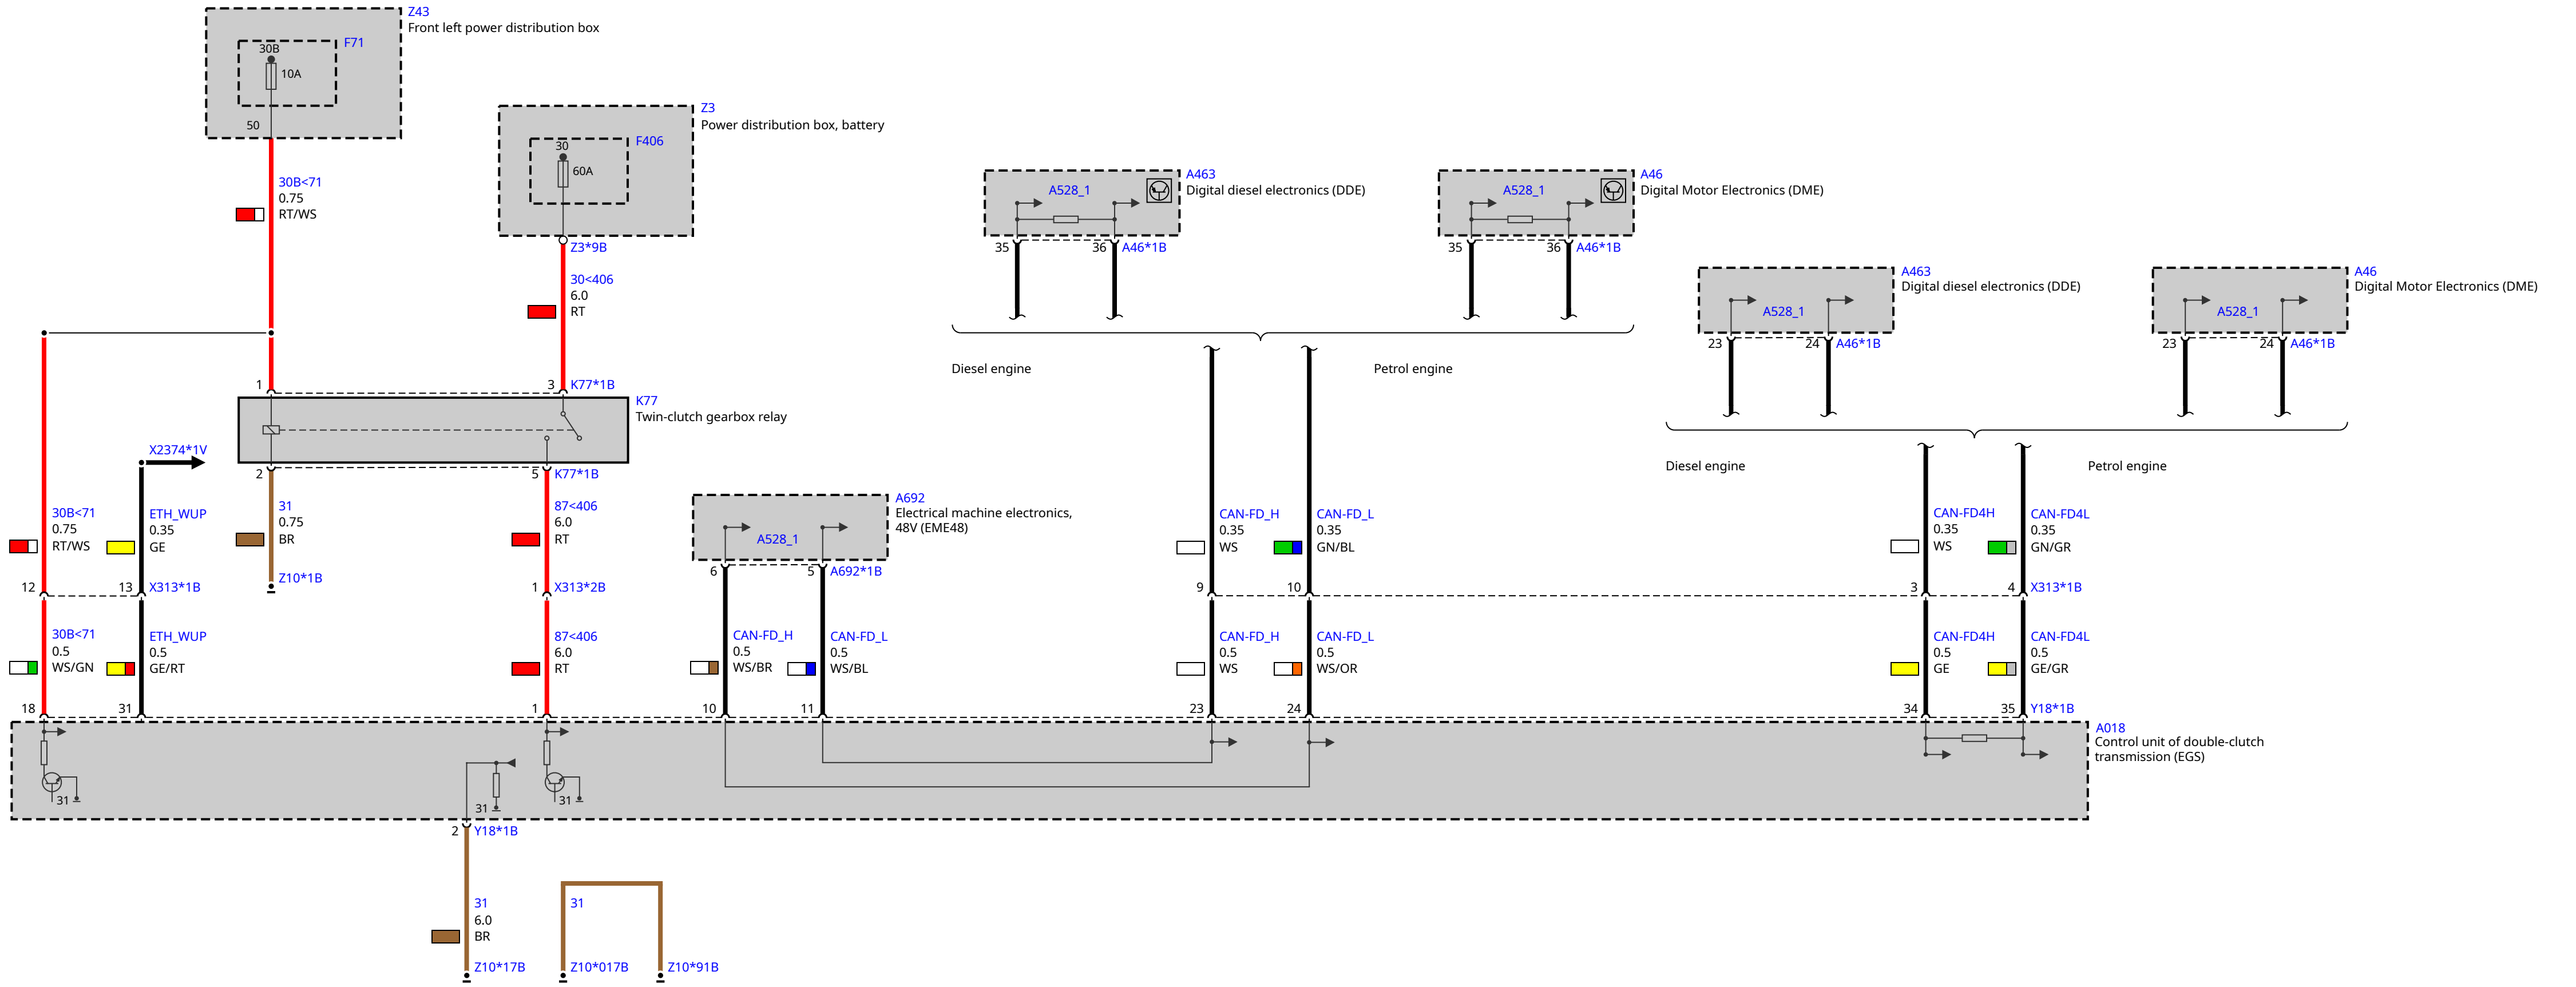 Z43
Front left power distribution box
F71
30B
10A
50
Z3
Power distribution box, battery
F406
30
60A
Z3*9B
30B<71
0.75
RT/WS
30<406
6.0
RT
A463
Digital diesel electronics (DDE)
A528_1
35
36
A46*1B
A46
Digital Motor Electronics (DME)
A528_1
35
36
A46*1B
A463
Digital diesel electronics (DDE)
A528_1
23
24
A46*1B
A46
Digital Motor Electronics (DME)
A528_1
23
24
A46*1B
Diesel engine
Petrol engine
Diesel engine
Petrol engine
1
3
K77*1B
K77
Twin-clutch gearbox relay
X2374*1V
2
5
K77*1B
30B<71
0.75
RT/WS
ETH_WUP
0.35
GE
31
0.75
BR
87<406
6.0
RT
A692
Electrical machine electronics,
48V (EME48)
A528_1
6
5
A692*1B
CAN-FD_H
0.35
WS
CAN-FD_L
0.35
GN/BL
CAN-FD4H
0.35
WS
CAN-FD4L
0.35
GN/GR
12
13
X313*1B
Z10*1B
1
X313*2B
9
10
3
4
X313*1B
30B<71
0.5
WS/GN
ETH_WUP
0.5
GE/RT
87<406
6.0
RT
CAN-FD_H
0.5
WS/BR
CAN-FD_L
0.5
WS/BL
CAN-FD_H
0.5
WS
CAN-FD_L
0.5
WS/OR
CAN-FD4H
0.5
GE
CAN-FD4L
0.5
GE/GR
18
31
1
10
11
23
24
34
35
Y18*1B
A018
Control unit of double-clutch
transmission (EGS)
31
31
31
2
Y18*1B
31
6.0
BR
31
Z10*17B
Z10*017B
Z10*91B